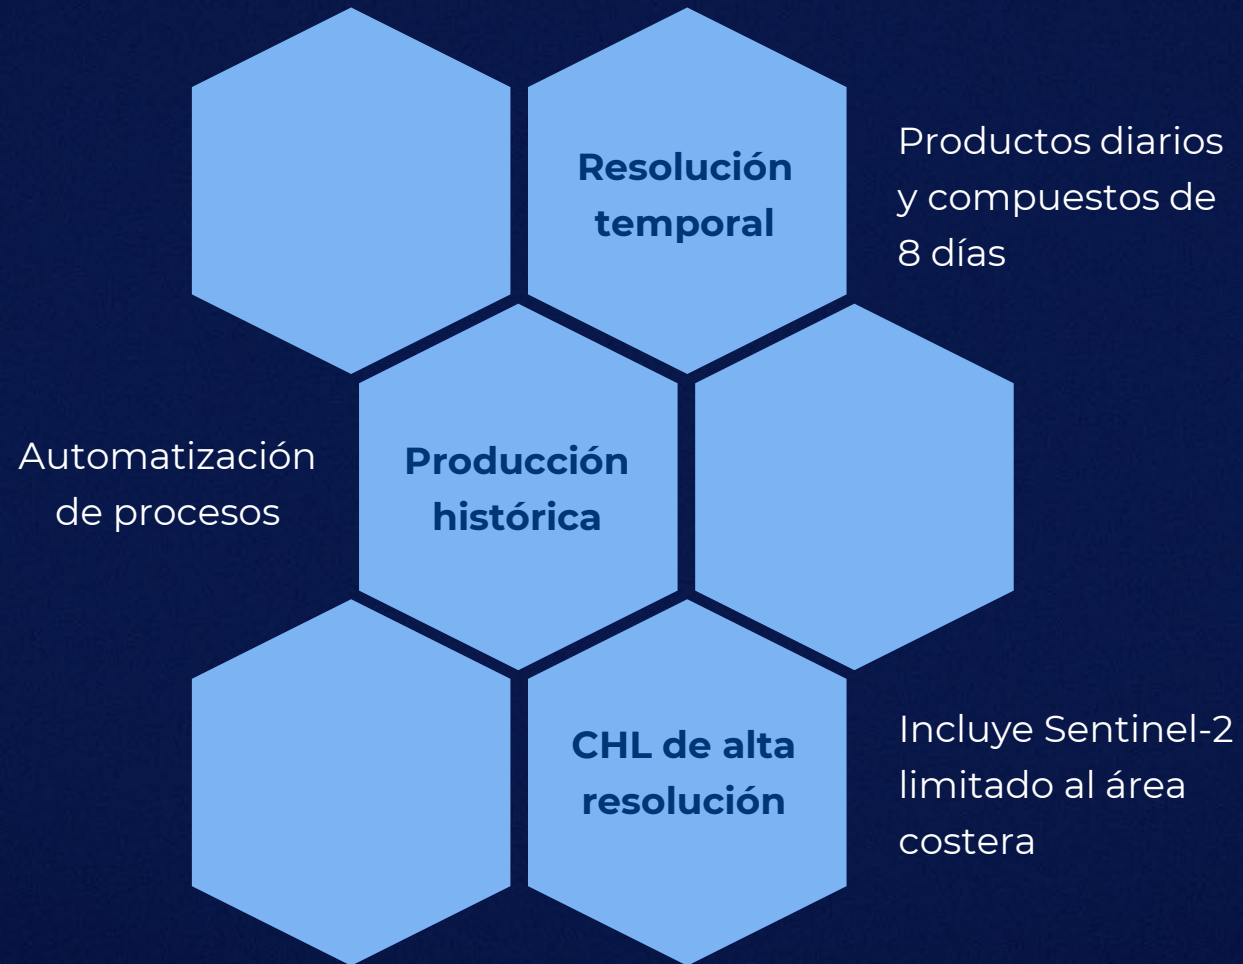 Resolución
temporal
Productos diarios
y compuestos de
8 días
Automatización
de procesos
Producción
histórica
CHL de alta
resolución
Incluye Sentinel-2
limitado al área
costera